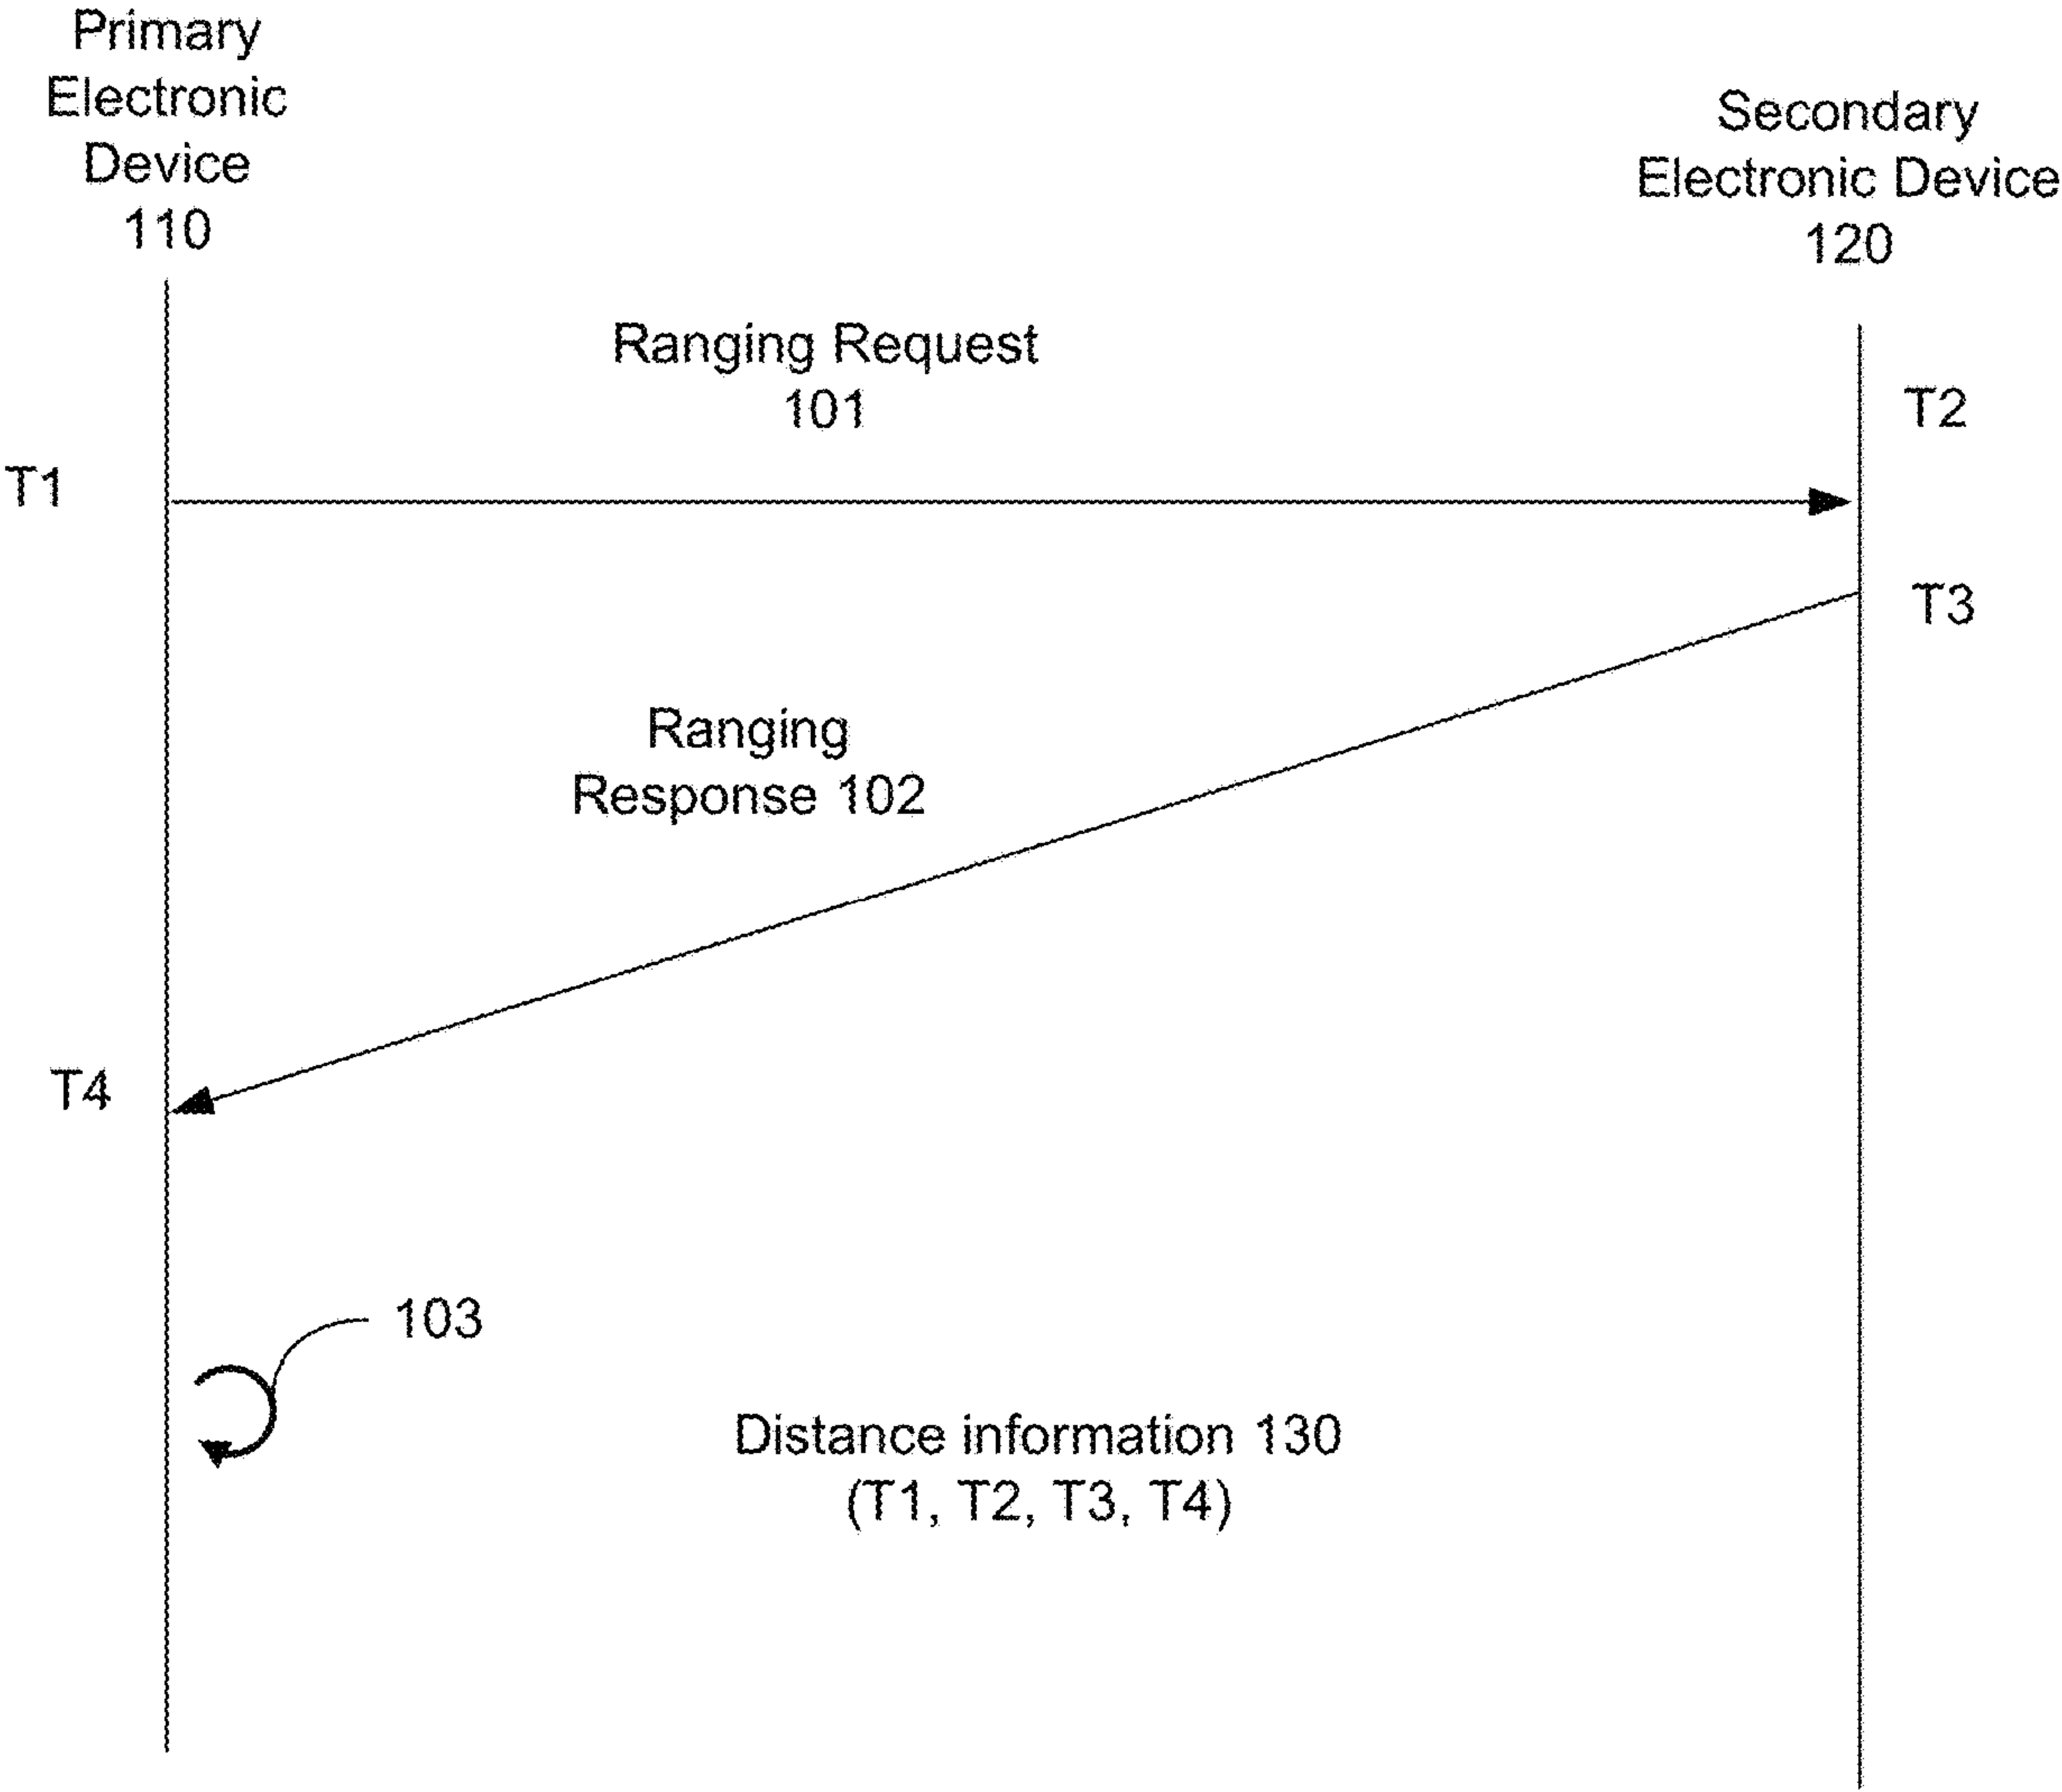 Primary
Electronic
Device
110
Secondary
Electronic Device
120
Ranging Request
101
T2
T1
T3
Ranging
Response 102
T4
103
Distance information 130
(T1, T2, T3, T4)